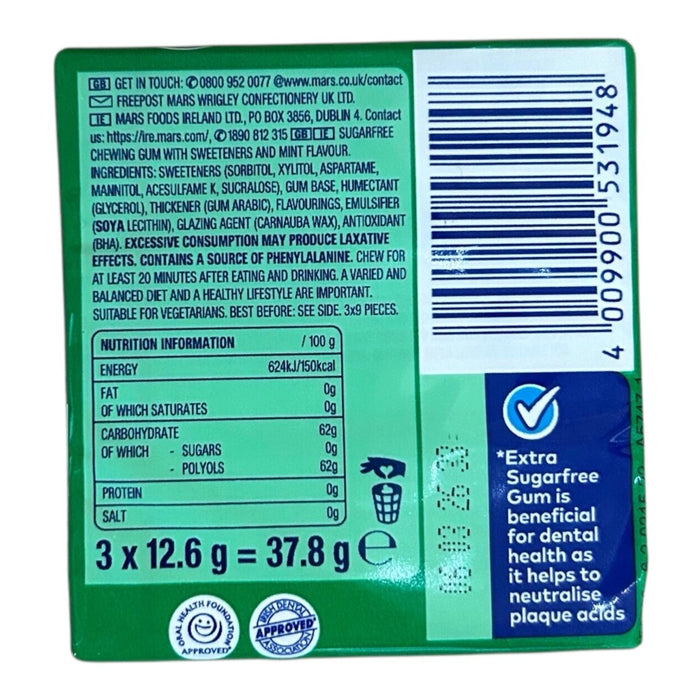 GB GET IN TOUCH: 0800 952 0077 @www.mars.co.uk/contact
FREEPOST MARS WRIGLEY CONFECTIONERY UK LTD.
IE MARS FOODS IRELAND LTD., PO BOX 3856, DUBLIN 4. Contact
us: https://ire.mars.com/, 1890 812 315 GB IE SUGARFREE
CHEWING GUM WITH SWEETENERS AND MINT FLAVOUR.
INGREDIENTS: SWEETENERS (SORBITOL, XYLITOL, ASPARTAME,
MANNITOL, ACESULFAME K, SUCRALOSE), GUM BASE, HUMECTANT
(GLYCEROL), THICKENER (GUM ARABIC), FLAVOURINGS, EMULSIFIER
(SOYA LECITHIN), GLAZING AGENT (CARNAUBA WAX), ANTIOXIDANT
(BHA). EXCESSIVE CONSUMPTION MAY PRODUCE LAXATIVE
EFFECTS. CONTAINS A SOURCE OF PHENYLALANINE. CHEW FOR
AT LEAST 20 MINUTES AFTER EATING AND DRINKING. A VARIED AND
BALANCED DIET AND A HEALTHY LIFESTYLE ARE IMPORTANT.
SUITABLE FOR VEGETARIANS. BEST BEFORE: SEE SIDE. 3x9 PIECES.
NUTRITION INFORMATION / 100 g
ENERGY 624kJ/150kcal
FAT 0g
OF WHICH SATURATES 0g
CARBOHYDRATE 62g
OF WHICH - SUGARS 0g
- POLYOLS 62g
PROTEIN 0g
SALT 0g
3 x 12.6 g = 37.8 g e
ORAL HEALTH FOUNDATION
APPROVED
IRISH DENTAL
APPROVED
ASSOCIATION
4 009900 531948
*Extra
Sugarfree
Gum is
beneficial
for dental
health as
it helps to
neutralise
plaque acids